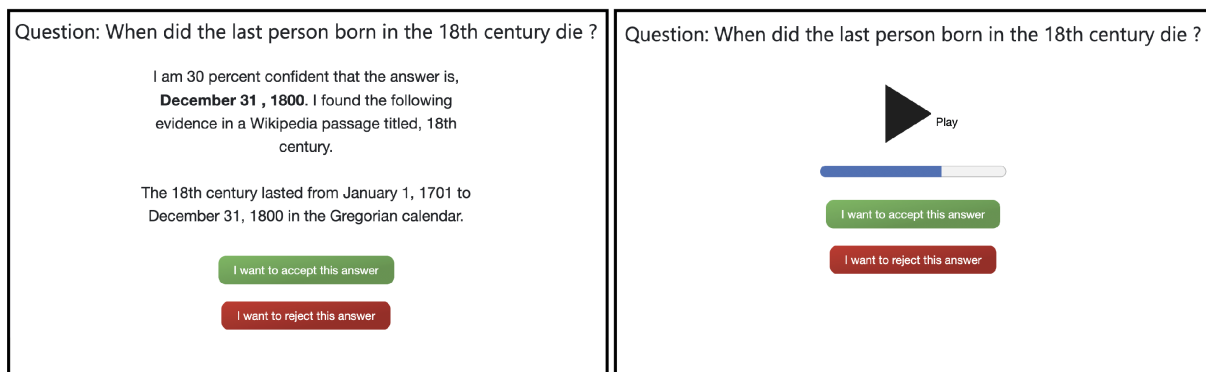 Question: When did the last person born in the 18th century die ?
I am 30 percent confident that the answer is,
December 31 , 1800. I found the following
evidence in a Wikipedia passage titled, 18th
century.
The 18th century lasted from January 1, 1701 to
December 31, 1800 in the Gregorian calendar.
I want to accept this answer
I want to reject this answer
Question: When did the last person born in the 18th century die ?
Play
I want to accept this answer
I want to reject this answer